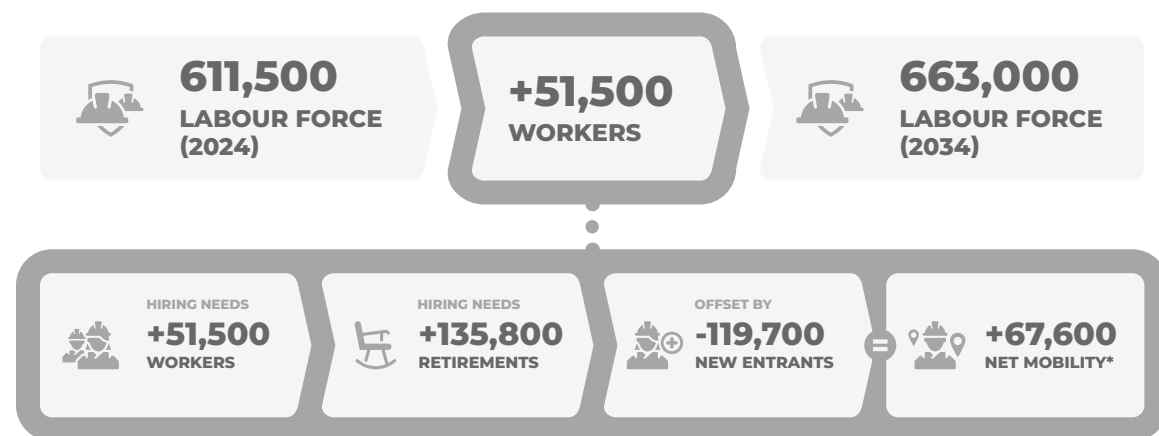 611,500
LABOUR FORCE
(2024)
+51,500
WORKERS
663,000
LABOUR FORCE
(2034)
HIRING NEEDS
+51,500
WORKERS
HIRING NEEDS
+135,800
RETIREMENTS
OFFSET BY
-119,700
NEW ENTRANTS
=
+67,600
NET MOBILITY*